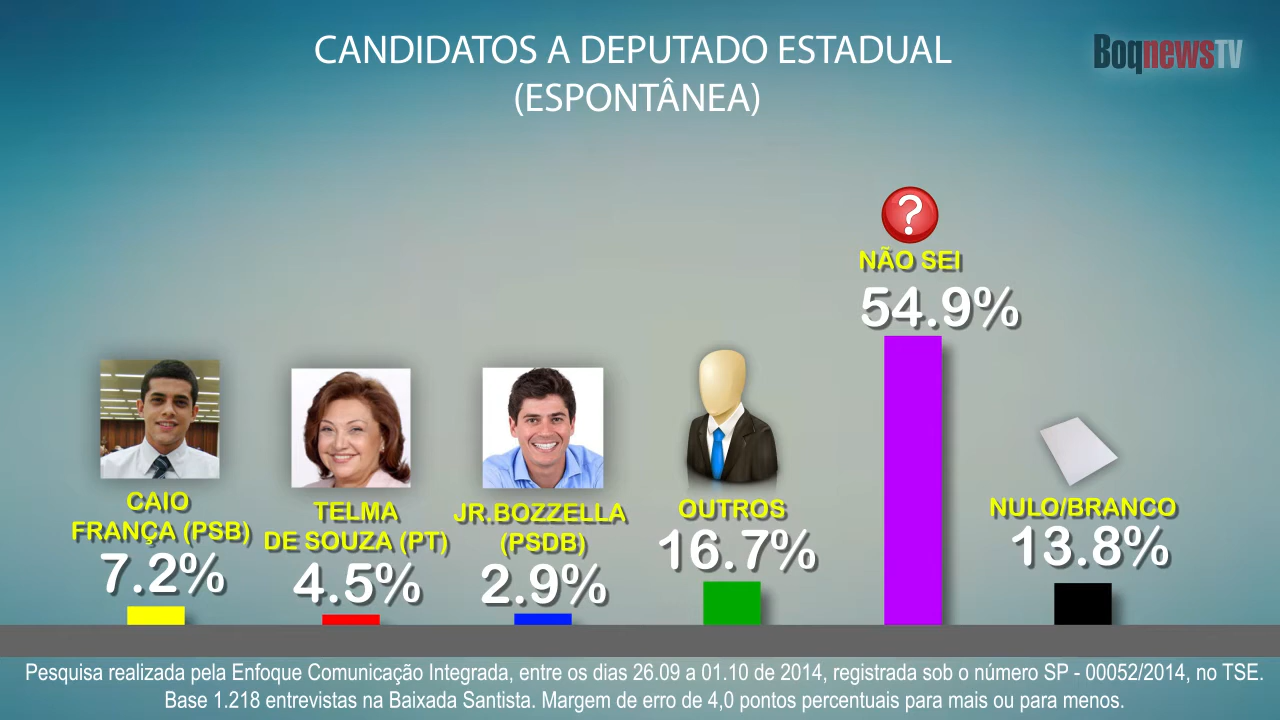 CANDIDATOS A DEPUTADO ESTADUAL
(ESPONTÂNEA)
BoqnewsTV
?
NÃO SEI
54.9%
CAIO
FRANÇA (PSB)
7.2%
TELMA
DE SOUZA (PT)
4.5%
JR.BOZZELLA
(PSDB)
2.9%
OUTROS
16.7%
NULO/BRANCO
13.8%
Pesquisa realizada pela Enfoque Comunicação Integrada, entre os dias 26.09 a 01.10 de 2014, registrada sob o número SP - 00052/2014, no TSE.
Base 1.218 entrevistas na Baixada Santista. Margem de erro de 4,0 pontos percentuais para mais ou para menos.